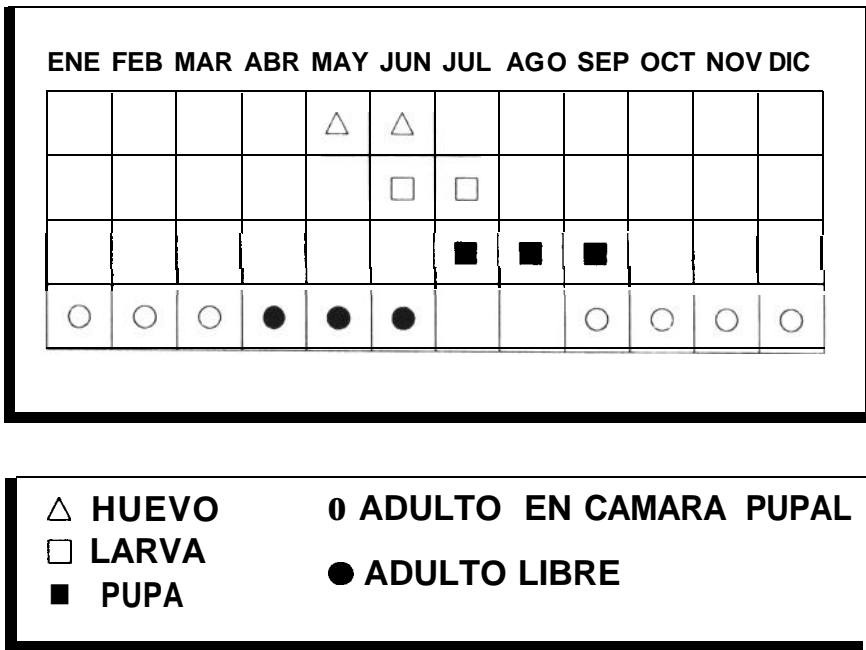 ENE FEB MAR ABR MAY JUN JUL AGO SEP OCT NOV DIC
HUEVO
LARVA
PUPA
0 ADULTO EN CAMARA PUPAL
ADULTO LIBRE